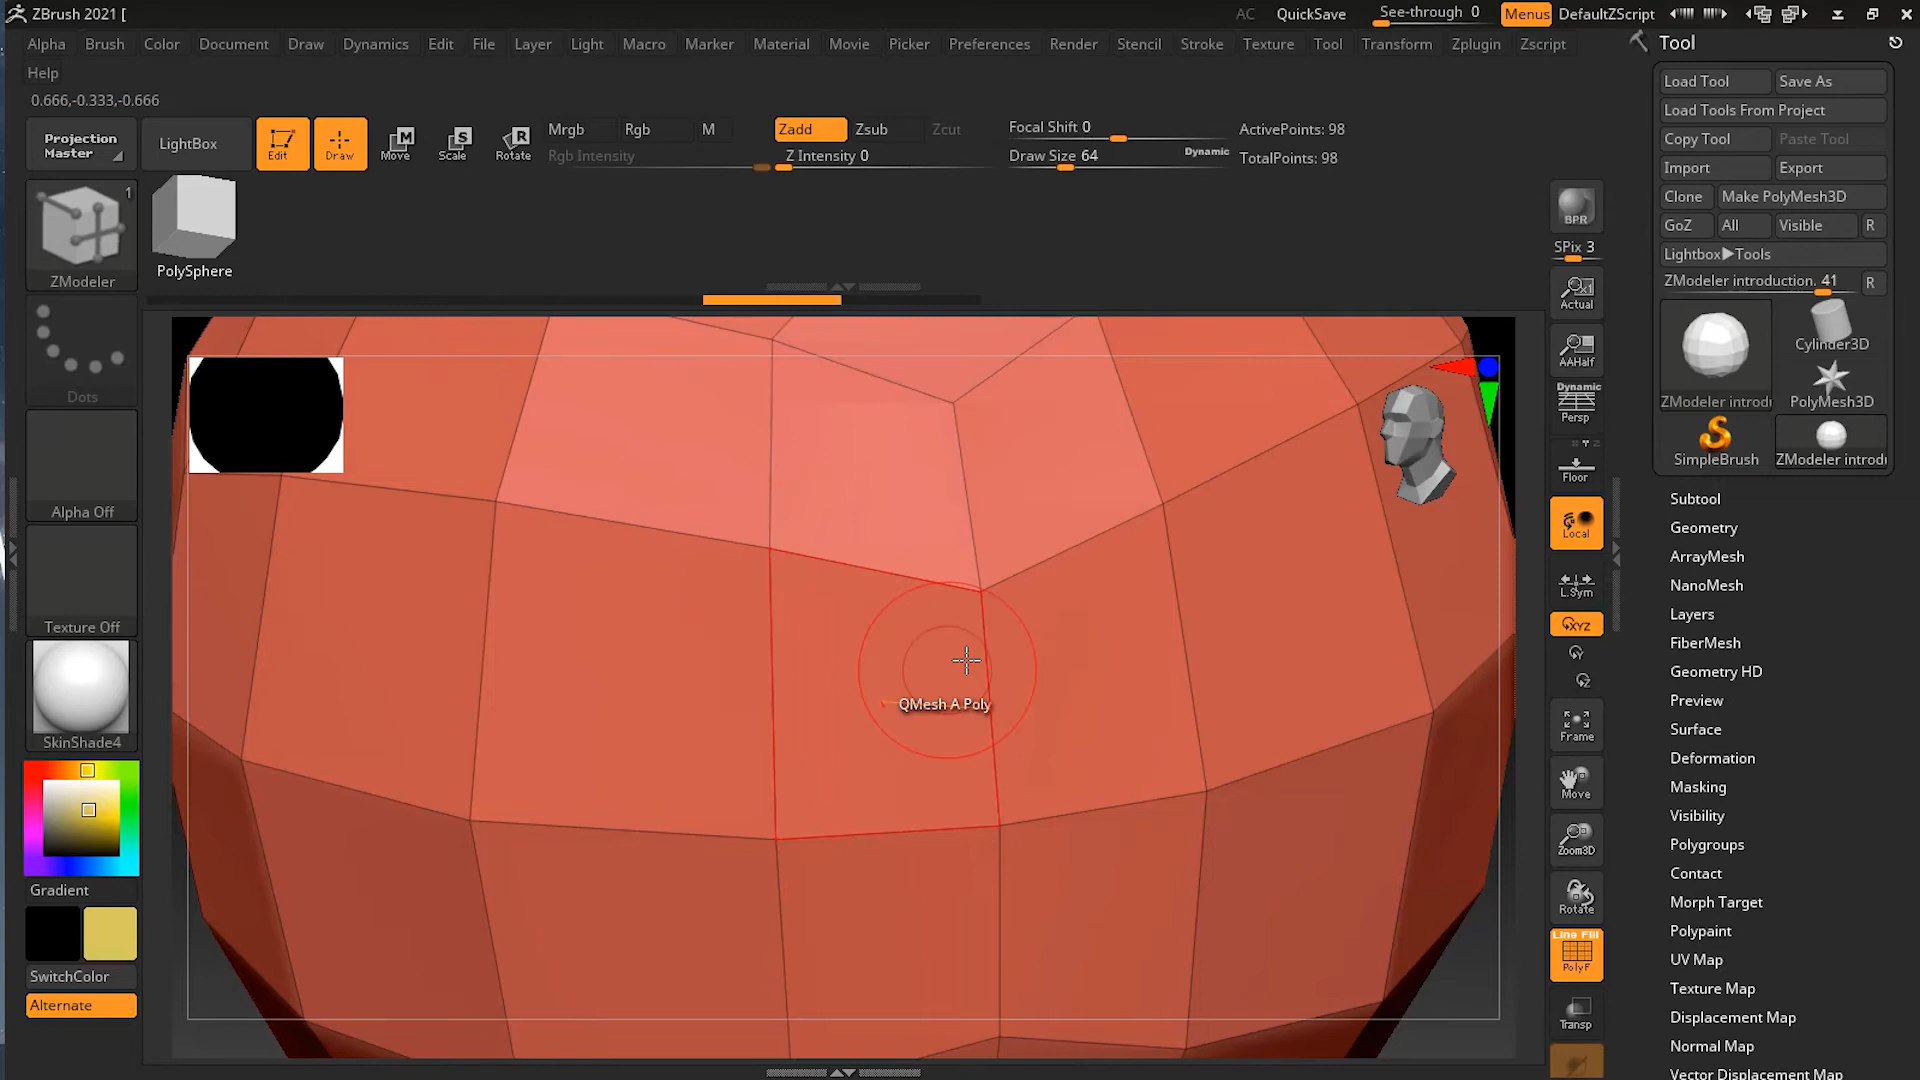 ZBrush 2021 [
AC
QuickSave
See-through 0
Menus
DefaultZScript
Alpha
Brush
Color
Document
Draw
Dynamics
Edit
File
Layer
Light
Macro
Marker
Material
Movie
Picker
Preferences
Render
Stencil
Stroke
Texture
Tool
Transform
Zplugin
Zscript
Help
0.666,-0.333,-0.666
Projection
Master
LightBox
Edit
Draw
M
Move
S
Scale
R
Rotate
Mrgb
Rgb
M
Rgb Intensity
Zadd
Zsub
Zcut
Z Intensity 0
Focal Shift 0
Draw Size 64
Dynamic
ActivePoints: 98
TotalPoints: 98
1
ZModeler
PolySphere
Dots
Alpha Off
Texture Off
SkinShade4
Gradient
SwitchColor
Alternate
QMesh A Poly
BPR
SPix 3
Actual
AAHalf
Dynamic
Persp
Floor
Local
L.Sym
XYZ
Frame
Move
Zoom3D
Rotate
Line Fill
PolyF
Transp
Tool
Load Tool
Save As
Load Tools From Project
Copy Tool
Paste Tool
Import
Export
Clone
Make PolyMesh3D
GoZ
All
Visible
R
Lightbox▶Tools
ZModeler introduction. 41
R
ZModeler introdu
Cylinder3D
PolyMesh3D
SimpleBrush
ZModeler introdu
Subtool
Geometry
ArrayMesh
NanoMesh
Layers
FiberMesh
Geometry HD
Preview
Surface
Deformation
Masking
Visibility
Polygroups
Contact
Morph Target
Polypaint
UV Map
Texture Map
Displacement Map
Normal Map
Vector Displacement Map